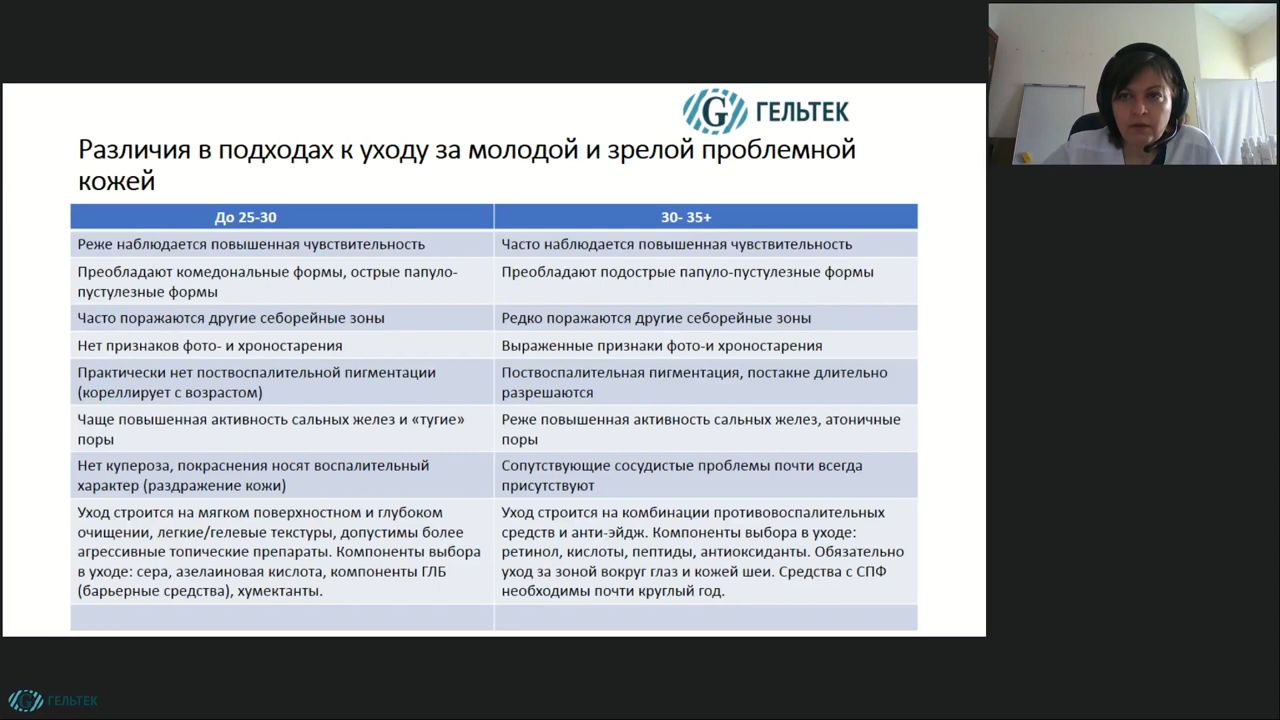 G ГЕЛЬТЕК
Различия в подходах к уходу за молодой и зрелой проблемной
кожей
До 25-30
30- 35+
Реже наблюдается повышенная чувствительность
Часто наблюдается повышенная чувствительность
Преобладают комедональные формы, острые папуло-
пустулезные формы
Преобладают подострые папуло-пустулезные формы
Часто поражаются другие себорейные зоны
Редко поражаются другие себорейные зоны
Нет признаков фото- и хроностарения
Выраженные признаки фото-и хроностарения
Практически нет поствоспалительной пигментации
(кореллирует с возрастом)
Поствоспалительная пигментация, постакне длительно
разрешаются
Чаще повышенная активность сальных желез и «тугие»
поры
Реже повышенная активность сальных желез, атоничные
поры
Нет купероза, покраснения носят воспалительный
характер (раздражение кожи)
Сопутствующие сосудистые проблемы почти всегда
присутствуют
Уход строится на мягком поверхностном и глубоком
очищении, легкие/гелевые текстуры, допустимы более
агрессивные топические препараты. Компоненты выбора
в уходе: сера, азелаиновая кислота, компоненты ГЛБ
(барьерные средства), хумектанты.
Уход строится на комбинации противовоспалительных
средств и анти-эйдж. Компоненты выбора в уходе:
ретинол, кислоты, пептиды, антиоксиданты. Обязательно
уход за зоной вокруг глаз и кожей шеи. Средства с СПФ
необходимы почти круглый год.
G ГЕЛЬТЕК